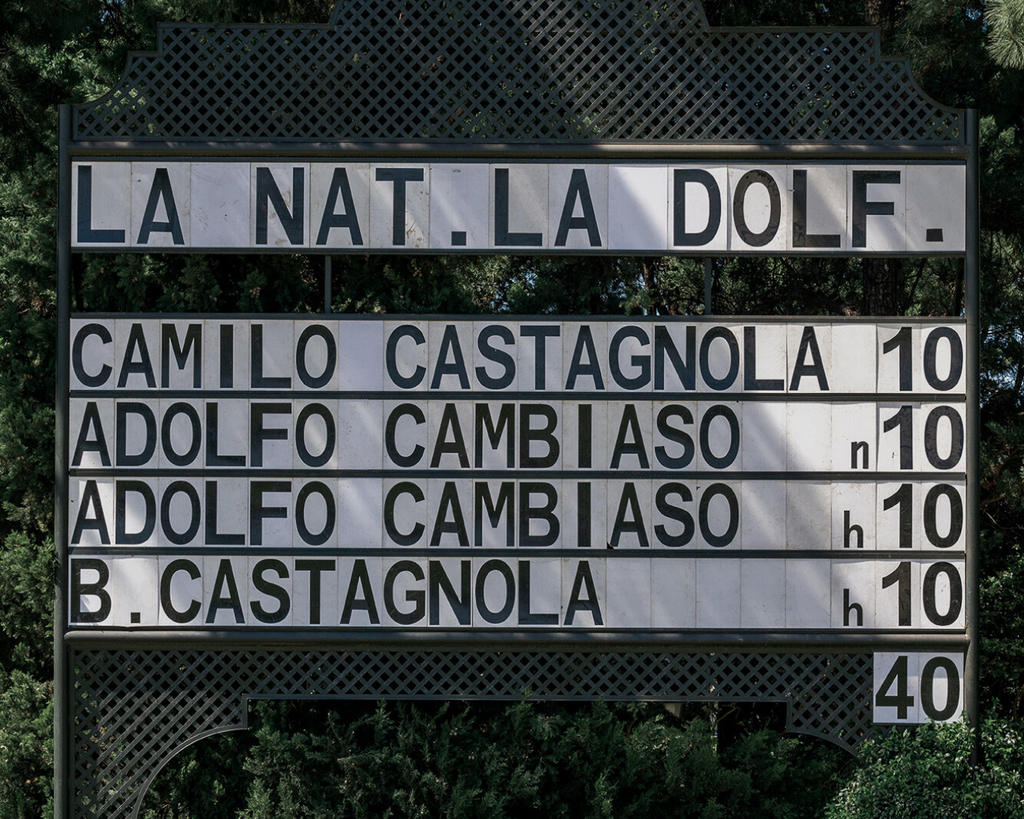 LA NAT.LA DOLF.
CAMILO CASTAGNOLA 10
ADOLFO CAMBIASO n 10
ADOLFO CAMBIASO h 10
B.CASTAGNOLA h 10
40